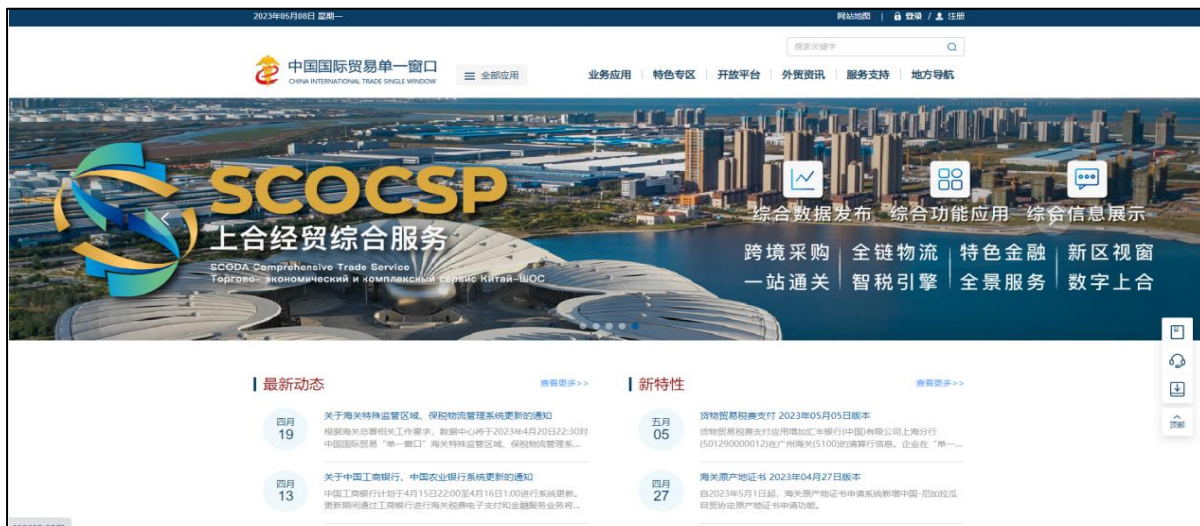 2023年05月08日 星期一
网站地图 | 登录 / 注册
搜索关键字
中国国际贸易单一窗口
CHINA INTERNATIONAL TRADE SINGLE WINDOW
全部应用
业务应用 特色专区 开放平台 外贸资讯 服务支持 地方导航
SCOCSP
上合经贸综合服务
SCODA Comprehensive Trade Service
Торгово- экономический и комплексный сервис Китай-ШОС
综合数据发布 综合功能应用 综合信息展示
跨境采购 全链物流 特色金融 新区视窗
一站通关 智税引擎 全景服务 数字上合
顶部
最新动态
查看更多>>
四月
19
关于海关特殊监管区域、保税物流管理系统更新的通知
根据海关总署相关工作要求，数据中心将于2023年4月20日22:30对
中国国际贸易“单一窗口”海关特殊监管区域、保税物流管理系...
四月
13
关于中国工商银行、中国农业银行系统更新的通知
中国工商银行计划于4月15日22:00至4月16日1:00进行系统更新。
更新期间通过工商银行进行海关税费电子支付和金融服务业务将...
新特性
查看更多>>
五月
05
货物贸易税费支付 2023年05月05日版本
货物贸易税费支付应用增加汇丰银行(中国)有限公司上海分行
(501290000012)在广州海关(5100)的清算行信息。企业在“单一...
四月
27
海关原产地证书 2023年04月27日版本
自2023年5月1日起，海关原产地证书申请系统新增中国-尼加拉瓜
自贸协定原产地证书申请功能。